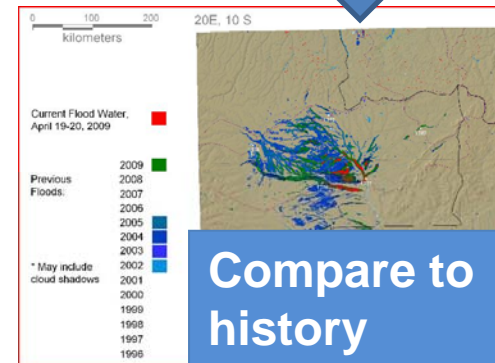 0 100 200
kilometers
20E, 10 S
Current Flood Water,
April 19-20, 2009
2009
Previous 2008
Floods: 2007
2006
2005
2004
2003
* May include 2002
cloud shadows 2001
2000
1999
1998
1997
1996
Compare to
history